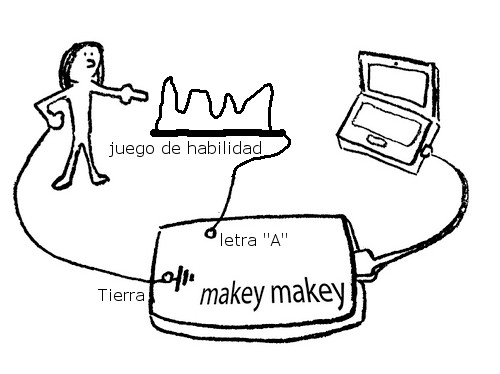 juego de habilidad
letra "A"
Tierra
makey makey